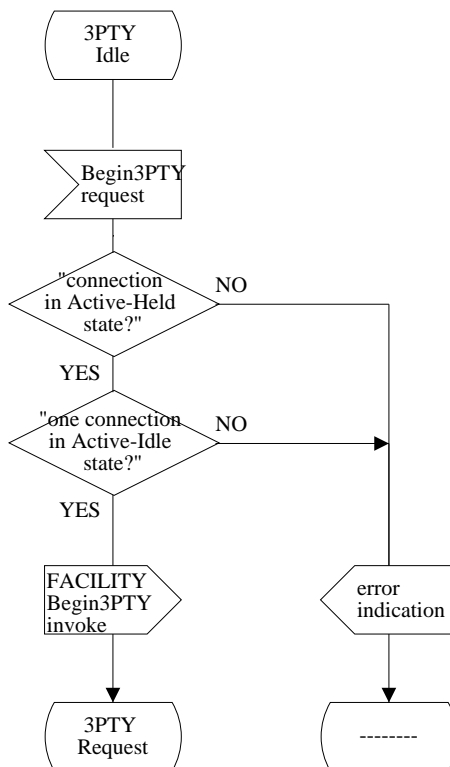 3PTY
Idle
Begin3PTY
request
"connection
in Active-Held
state?"
NO
YES
"one connection
in Active-Idle
state?"
NO
YES
FACILITY
Begin3PTY
invoke
error
indication
3PTY
Request
--------